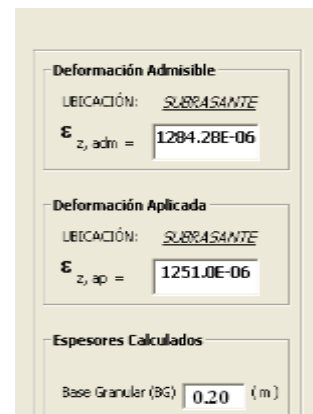 Deformación Admisible
UBICACIÓN: SUBRASANTE
ε z, adm = 1284.28E-06
Deformación Aplicada
UBICACIÓN: SUBRASANTE
ε z, ap = 1251.0E-06
Espesores Calculados
Base Granular (BG) 0.20 (m)